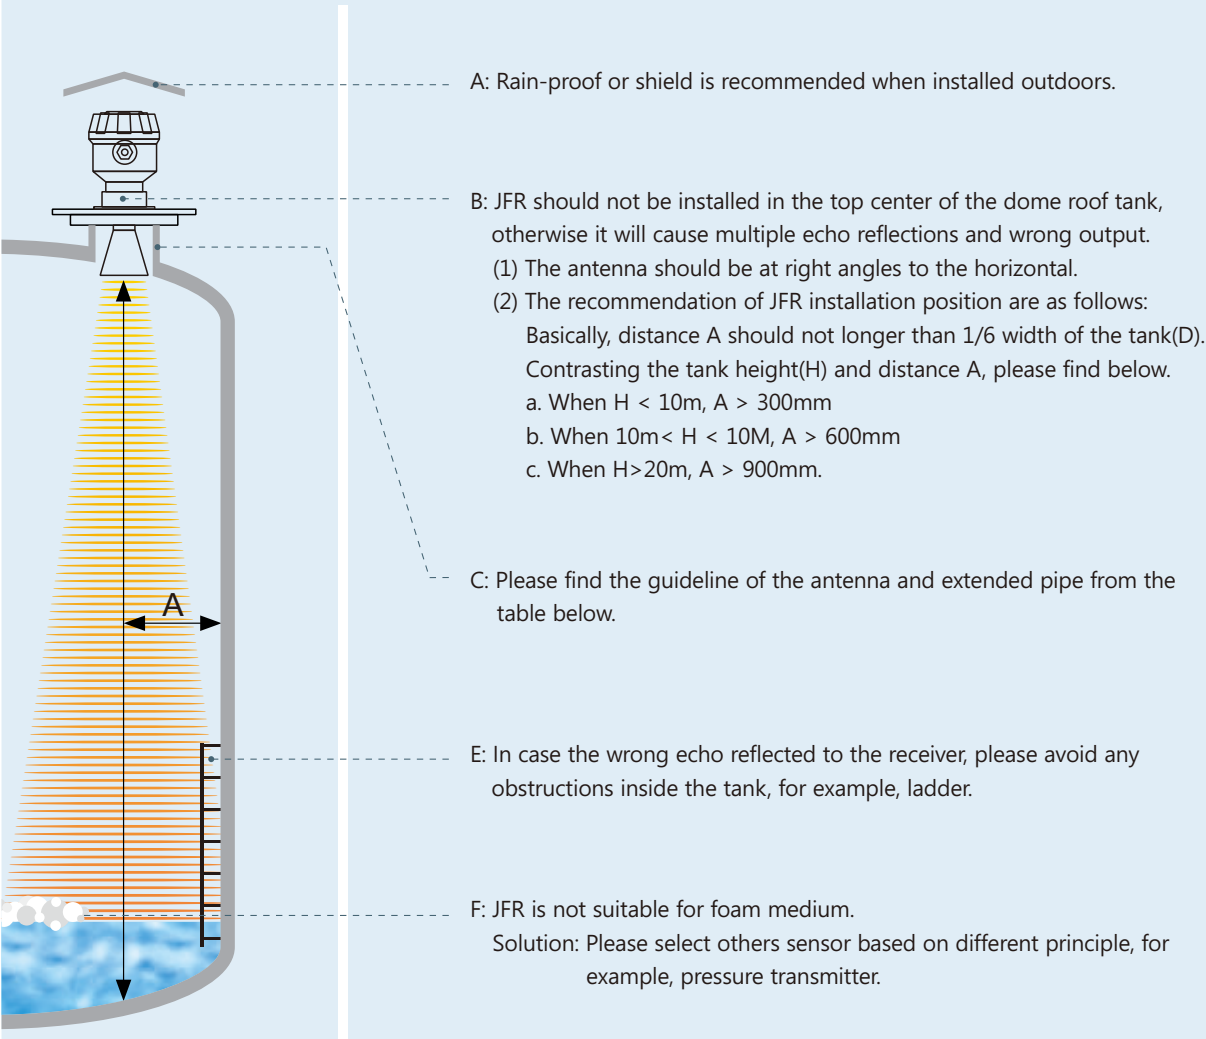 A: Rain-proof or shield is recommended when installed outdoors.
B: JFR should not be installed in the top center of the dome roof tank,
otherwise it will cause multiple echo reflections and wrong output.
(1) The antenna should be at right angles to the horizontal.
(2) The recommendation of JFR installation position are as follows:
Basically, distance A should not longer than 1/6 width of the tank(D).
Contrasting the tank height(H) and distance A, please find below.
a. When H < 10m, A > 300mm
b. When 10m< H < 10M, A > 600mm
c. When H>20m, A > 900mm.
C: Please find the guideline of the antenna and extended pipe from the
table below.
A
E: In case the wrong echo reflected to the receiver, please avoid any
obstructions inside the tank, for example, ladder.
F: JFR is not suitable for foam medium.
Solution: Please select others sensor based on different principle, for
example, pressure transmitter.